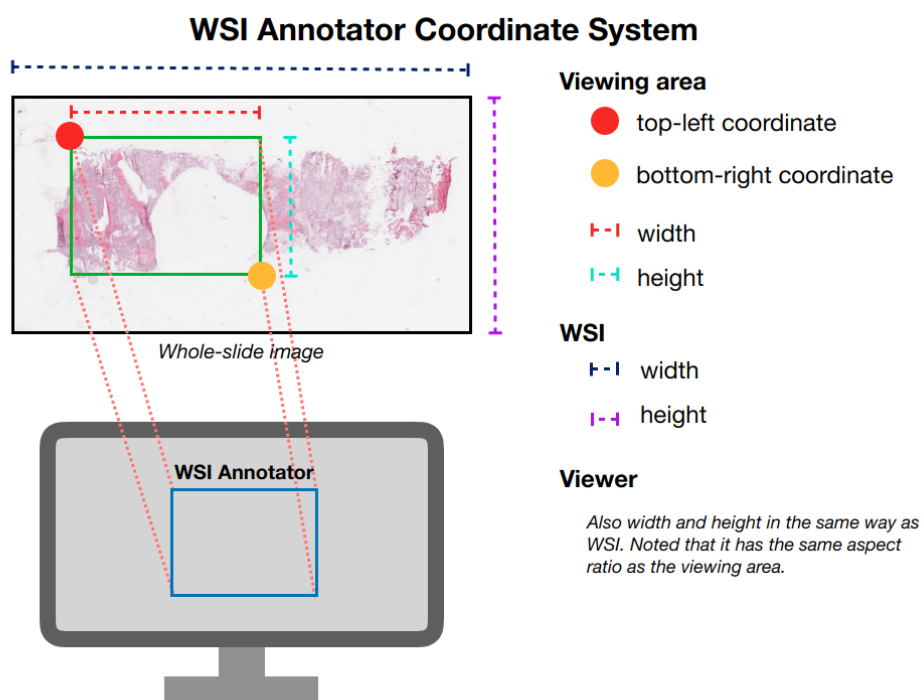 WSI Annotator Coordinate System
Viewing area
top-left coordinate
bottom-right coordinate
width
height
WSI
width
height
Whole-slide image
WSI Annotator
Viewer
Also width and height in the same way as
WSI. Noted that it has the same aspect
ratio as the viewing area.